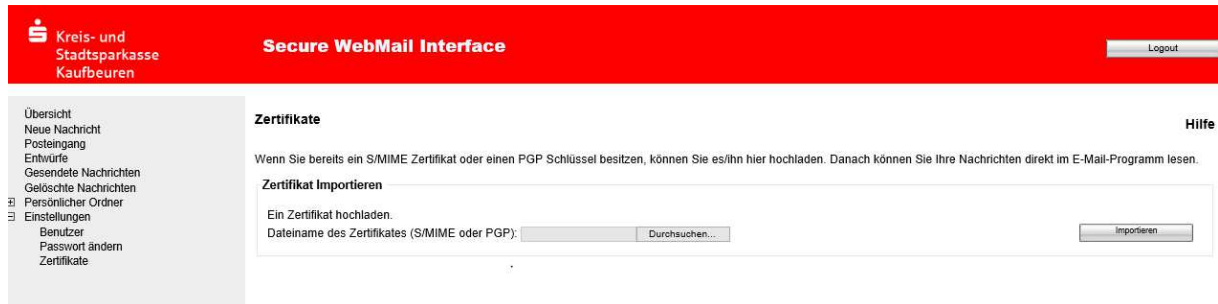 Kreis- und
Stadtsparkasse
Kaufbeuren
Secure WebMail Interface
Logout
Übersicht
Neue Nachricht
Posteingang
Entwürfe
Gesendete Nachrichten
Gelöschte Nachrichten
Persönlicher Ordner
Einstellungen
Benutzer
Passwort ändern
Zertifikate
Zertifikate
Hilfe
Wenn Sie bereits ein S/MIME Zertifikat oder einen PGP Schlüssel besitzen, können Sie es/ihn hier hochladen. Danach können Sie Ihre Nachrichten direkt im E-Mail-Programm lesen.
Zertifikat Importieren
Ein Zertifikat hochladen.
Dateiname des Zertifikates (S/MIME oder PGP): Durchsuchen... Importieren